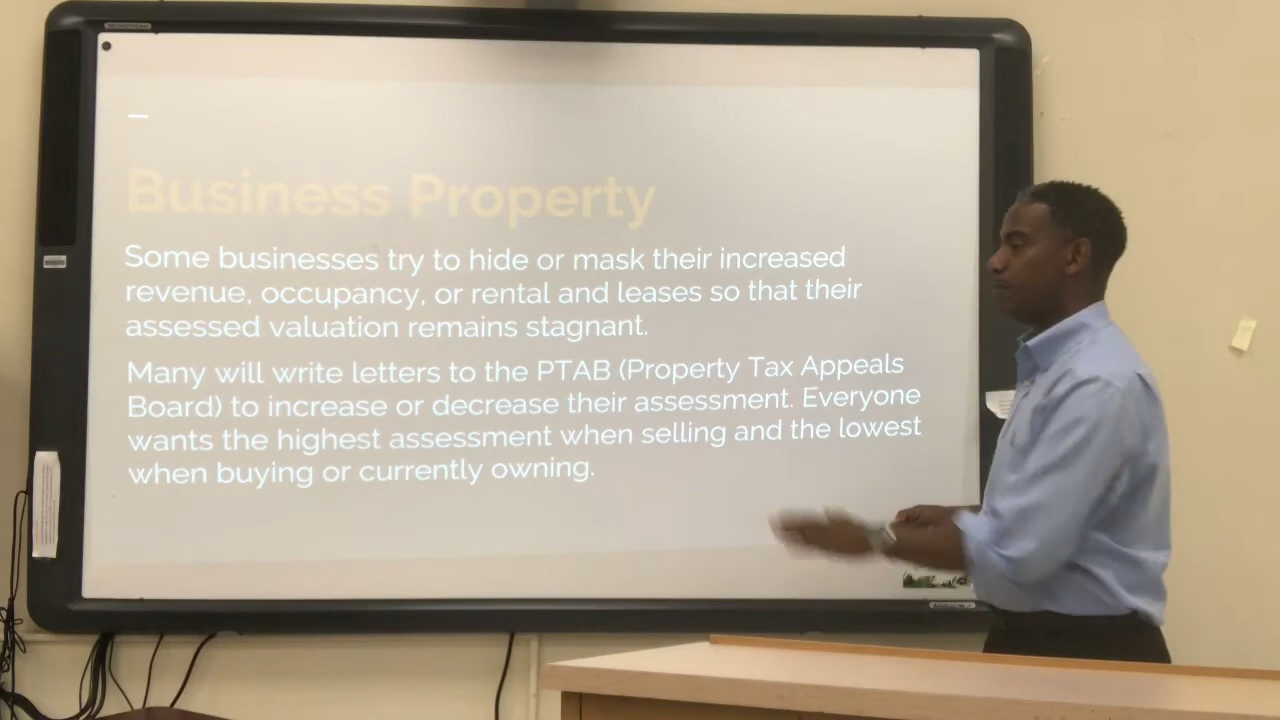 Business Property
Some businesses try to hide or mask their increased
revenue, occupancy, or rental and leases so that their
assessed valuation remains stagnant.
Many will write letters to the PTAB (Property Tax Appeals
Board) to increase or decrease their assessment. Everyone
wants the highest assessment when selling and the lowest
when buying or currently owning.